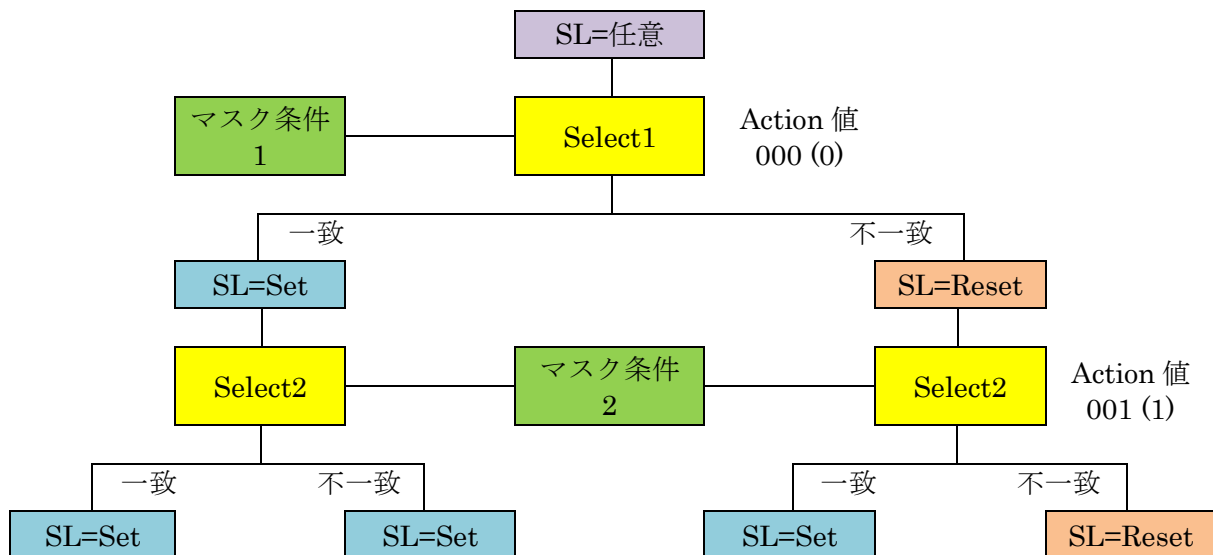 SL=任意
マスク条件
1
Select1
Action 値
000 (0)
一致
不一致
SL=Set
SL=Reset
Select2
マスク条件
2
Select2
Action 値
001 (1)
一致
不一致
一致
不一致
SL=Set
SL=Set
SL=Set
SL=Reset